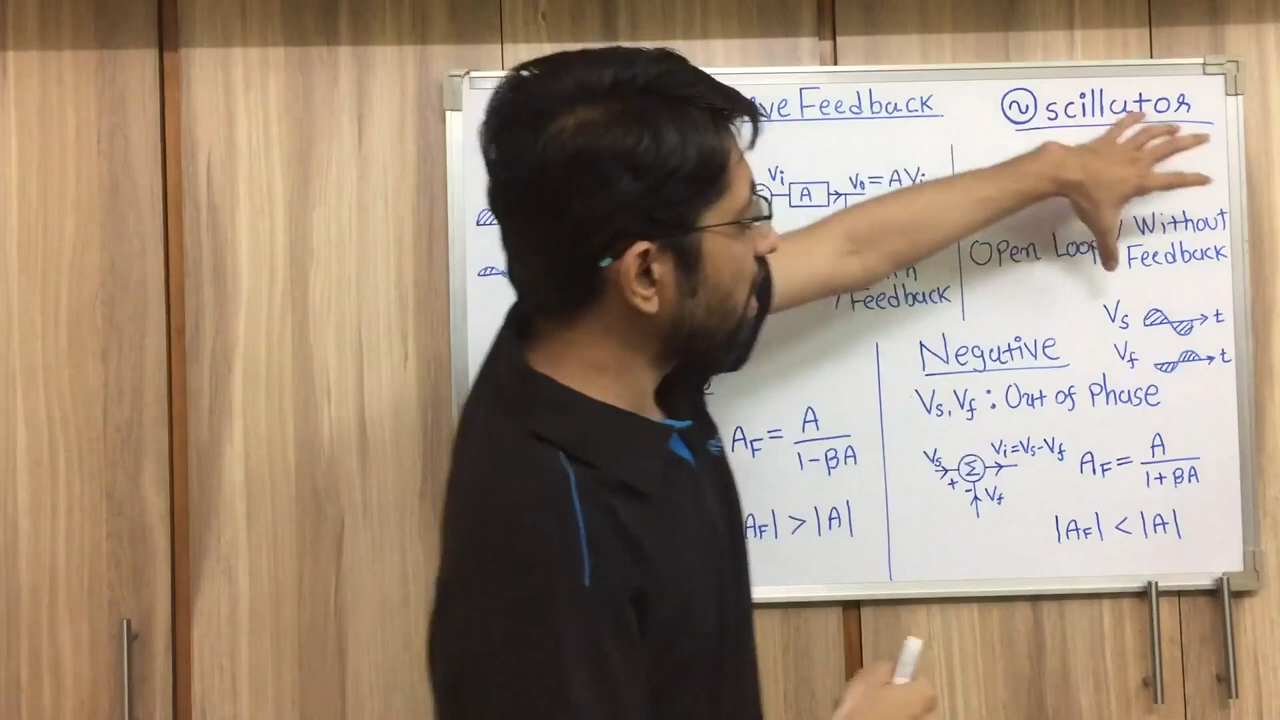 ve Feedback
Oscillator
Vi
A
V0 = AVi
Open Loop / Without
Feedback
Feedback
Vs t
Vf t
Negative
Vs, Vf : Out of Phase
AF = A / 1-βA
Vs Σ Vi=Vs-Vf
+ -
Vf
AF = A / 1+βA
AF| > |A|
|AF| < |A|